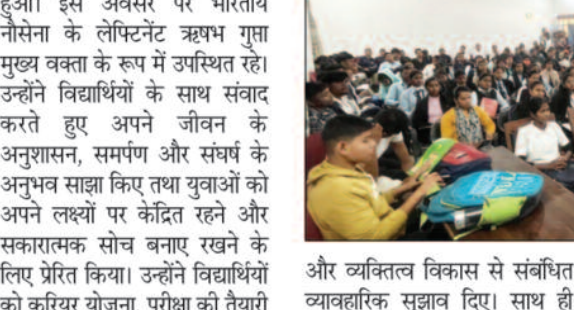 हुआ। इस अवसर पर भारतीय
नौसेना के लेफ्टिनेंट ऋषभ गुप्ता
मुख्य वक्ता के रूप में उपस्थित रहे।
उन्होंने विद्यार्थियों के साथ संवाद
करते हुए अपने जीवन के
अनुशासन, समर्पण और संघर्ष के
अनुभव साझा किए तथा युवाओं को
अपने लक्ष्यों पर केंद्रित रहने और
सकारात्मक सोच बनाए रखने के
लिए प्रेरित किया। उन्होंने विद्यार्थियों
को करियर योजना, परीक्षा की तैयारी
और व्यक्तित्व विकास से संबंधित
व्यावहारिक सुझाव दिए। साथ ही